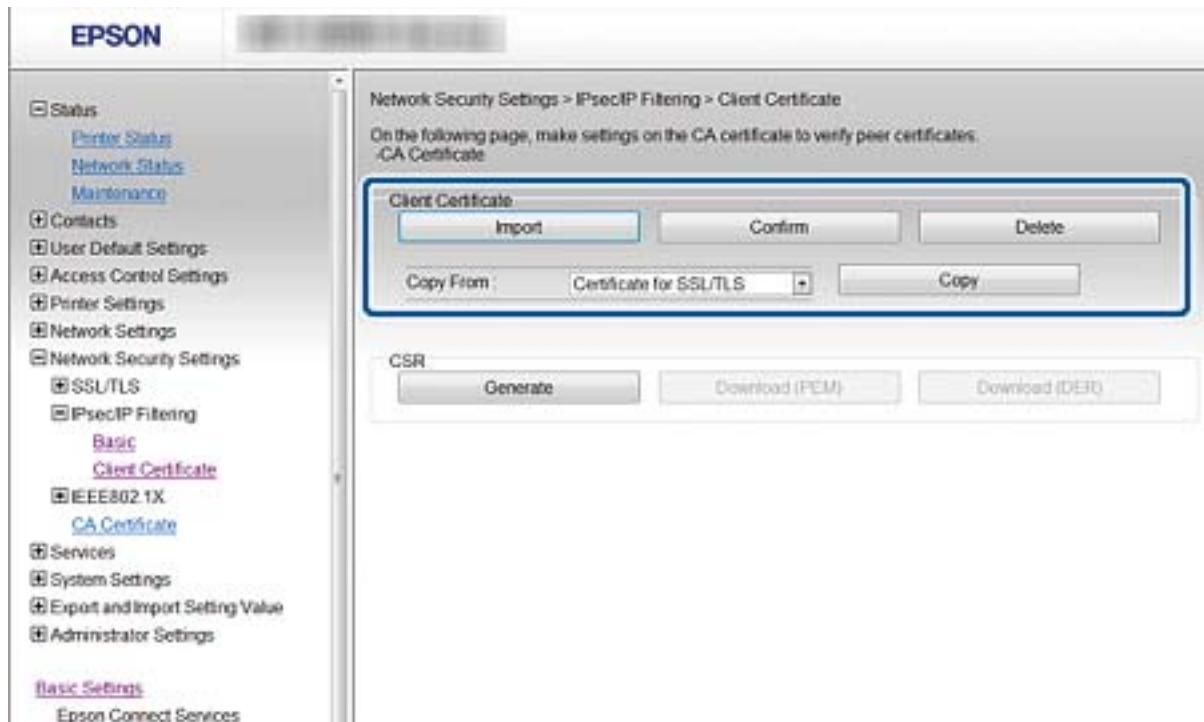 EPSON
Status
Printer Status
Network Status
Maintenance
Contacts
User Default Settings
Access Control Settings
Printer Settings
Network Settings
Network Security Settings
SSL/TLS
IPsec/IP Filtering
Basic
Client Certificate
IEEE802.1X
CA Certificate
Services
System Settings
Export and Import Setting Value
Administrator Settings
Basic Settings
Epson Connect Services
Network Security Settings > IPsec/IP Filtering > Client Certificate
On the following page, make settings on the CA certificate to verify peer certificates.
-CA Certificate
Client Certificate
Import Confirm Delete
Copy From : Certificate for SSL/TLS Copy
CSR
Generate Download (PEM) Download (DER)